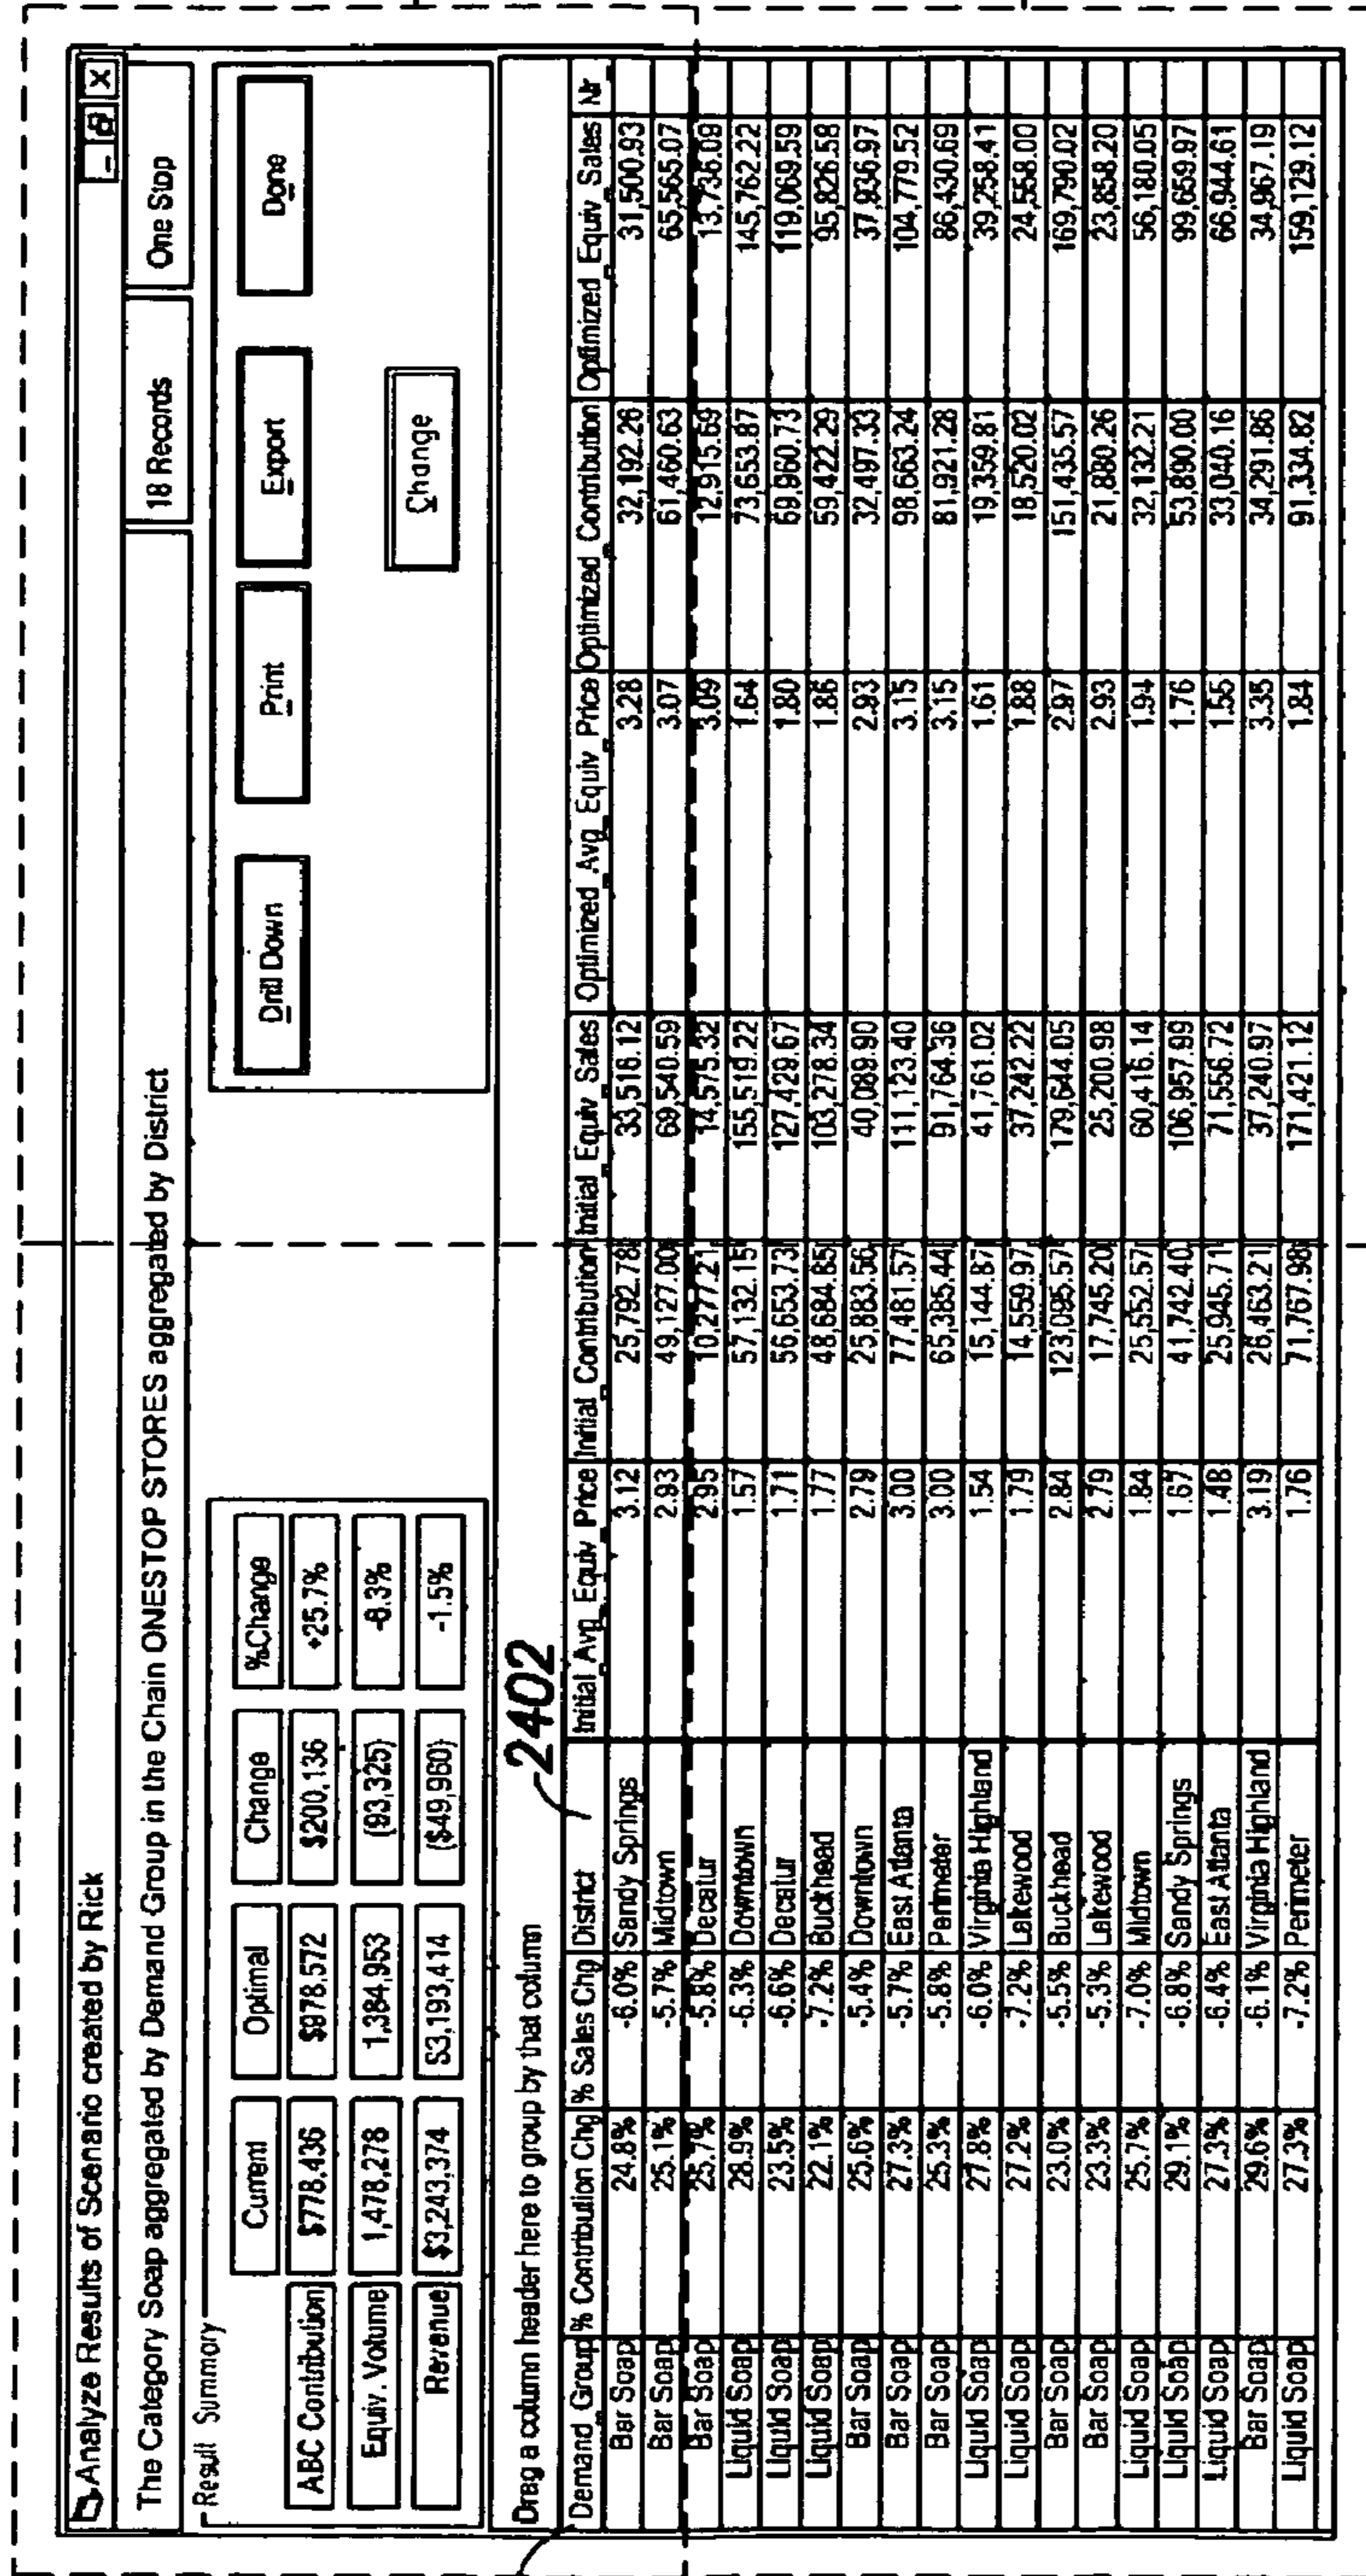 Analyze Results of Scenario created by Rick
The Category Soap aggregated by Demand Group in the Chain ONESTOP STORES aggregated by District 18 Records One Stop
Result Summary
Current Optimal Change %Change
ABC Contribution $778,436 $978,572 $200,136 +25.7%
Equiv. Volume 1,478,278 1,384,953 (93,325) -6.3%
Revenue $3,243,374 $3,193,414 ($49,960) -1.5%
Drill Down Print Export Done
Change
Drag a column header here to group by that column
2402
Demand Group % Contribution Chg % Sales Chg District Initial Avg Equiv Price Initial Contribution Initial Equiv Sales Optimized Avg Equiv Price Optimized Contribution Optimized Equiv Sales Nr
Bar Soap 24.8% -6.0% Sandy Springs 3.12 25,792.78 33,516.12 3.28 32,192.26 31,500.93
Bar Soap 25.1% -5.7% Midtown 2.93 49,127.00 69,540.59 3.07 61,460.63 65,565.07
Bar Soap 25.7% -5.8% Decatur 2.95 10,277.21 14,575.32 3.09 12,915.69 13,736.09
Liquid Soap 28.9% -6.3% Downtown 1.57 57,132.15 155,519.22 1.64 73,653.87 145,762.22
Liquid Soap 23.5% -6.6% Decatur 1.71 56,653.73 127,429.67 1.80 69,960.73 119,069.59
Liquid Soap 22.1% -7.2% Buckhead 1.77 48,684.85 103,278.34 1.86 59,422.29 95,826.58
Bar Soap 25.6% -5.4% Downtown 2.79 25,883.56 40,089.90 2.93 32,497.33 37,936.97
Bar Soap 27.3% -5.7% East Atlanta 3.00 77,481.57 111,123.40 3.15 98,663.24 104,779.52
Bar Soap 25.3% -5.8% Perimeter 3.00 65,385.44 91,764.36 3.15 81,921.28 86,430.69
Liquid Soap 27.8% -6.0% Virginia Highland 1.54 15,144.87 41,761.02 1.61 19,359.81 39,258.41
Liquid Soap 27.2% -7.2% Lakewood 1.79 14,559.97 37,242.22 1.88 18,520.02 24,558.00
Bar Soap 23.0% -5.5% Buckhead 2.84 123,095.57 179,644.05 2.97 151,435.57 169,790.02
Bar Soap 23.3% -5.3% Lakewood 2.79 17,745.20 25,200.98 2.93 21,880.26 23,858.20
Liquid Soap 25.7% -7.0% Midtown 1.84 25,552.57 60,416.14 1.94 32,132.21 56,180.05
Liquid Soap 29.1% -6.8% Sandy Springs 1.67 41,742.40 106,957.99 1.76 53,890.00 99,659.97
Liquid Soap 27.3% -6.4% East Atlanta 1.48 25,945.71 71,556.72 1.55 33,040.16 66,944.61
Bar Soap 29.6% -6.1% Virginia Highland 3.19 26,463.21 37,240.97 3.35 34,291.86 34,967.19
Liquid Soap 27.3% -7.2% Perimeter 1.76 71,767.98 171,421.12 1.84 91,334.82 159,129.12